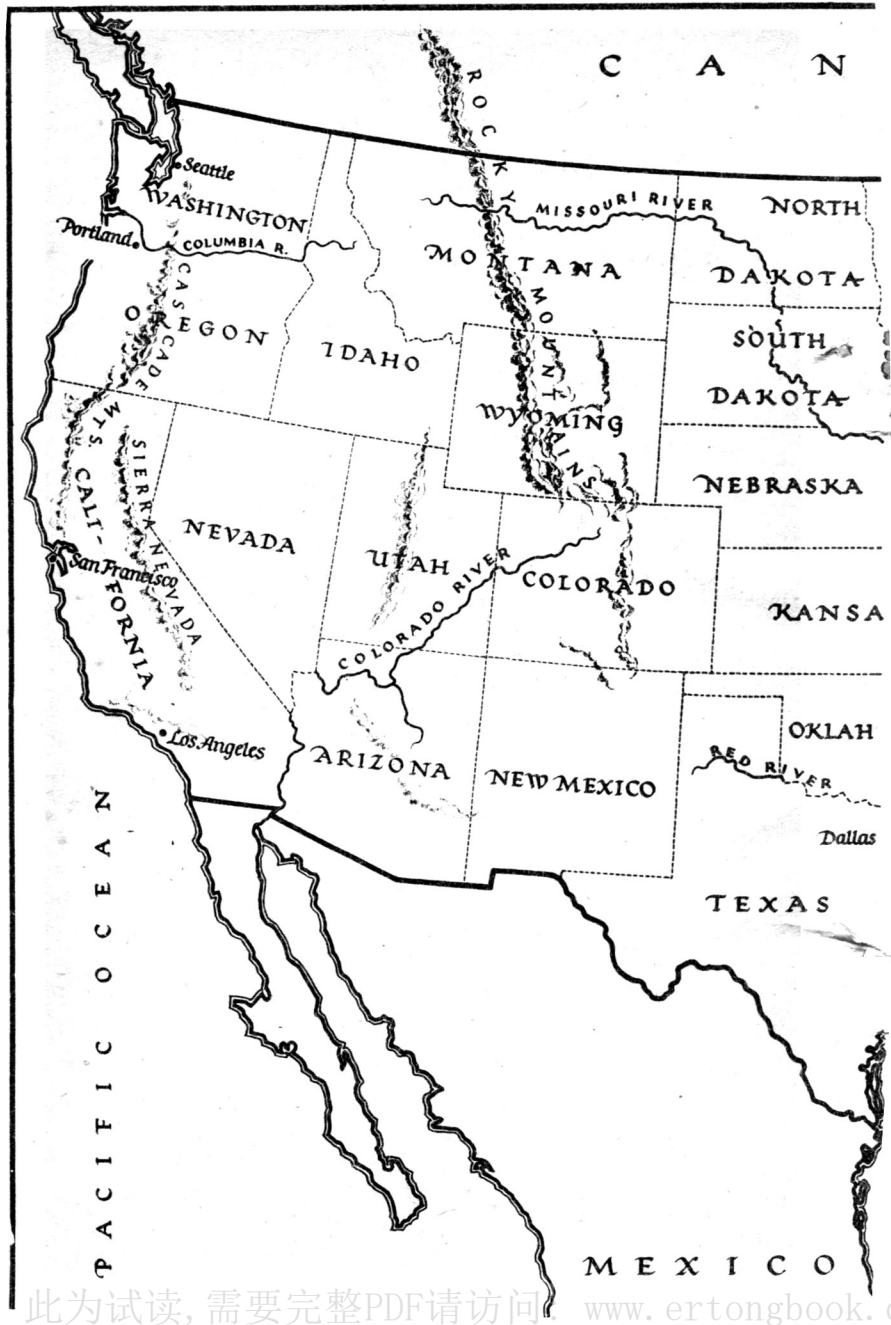 C A N
ROCKY MOUNTAINS
Seattle
WASHINGTON
MISSOURI RIVER
NORTH
DAKOTA
Portland
COLUMBIA R.
MONTANA
CASCADE MTS
OREGON
IDAHO
SOUTH
DAKOTA
WYOMING
SIERRA NEVADA
CALI-
FORNIA
NEBRASKA
NEVADA
San Francisco
UTAH
COLORADO RIVER
COLORADO
KANSA
OKLAH
Los Angeles
ARIZONA
NEW MEXICO
RED RIVER
Dallas
TEXAS
PACIFIC OCEAN
MEXICO
此为试读,需要完整PDF请访问: www.ertongbook.c